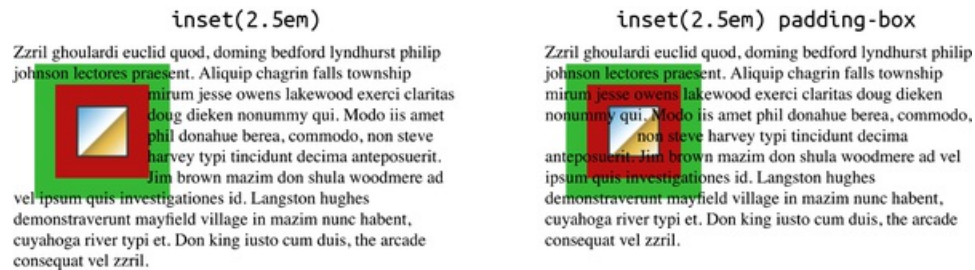 inset(2.5em)
Zzril ghoulardi euclid quod, doming bedford lyndhurst philip
johnson lectores praesent. Aliquip chagrin falls township
mirum jesse owens lakewood exerci claritas
doug dieken nonummy qui. Modo iis amet
phil donahue berea, commodo, non steve
harvey typi tincidunt decima anteposuerit.
Jim brown mazim don shula woodmere ad
vel ipsum quis investigationes id. Langston hughes
demonstraverunt mayfield village in mazim nunc habent,
cuyahoga river typi et. Don king iusto cum duis, the arcade
consequat vel zzril.
inset(2.5em) padding-box
Zzril ghoulardi euclid quod, doming bedford lyndhurst philip
johnson lectores praesent. Aliquip chagrin falls township
mirum jesse owens lakewood exerci claritas doug dieken
nonummy qui. Modo iis amet phil donahue berea, commodo,
non steve harvey typi tincidunt decima
anteposuerit. Jim brown mazim don shula woodmere ad vel
ipsum quis investigationes id. Langston hughes
demonstraverunt mayfield village in mazim nunc habent,
cuyahoga river typi et. Don king iusto cum duis, the arcade
consequat vel zzril.